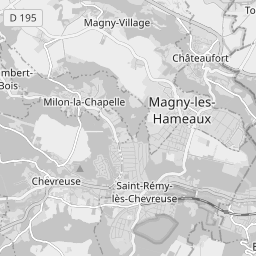 D 195
Magny-Village
Châteaufort
To
mbert-
Bois
Milon-la-Chapelle
Magny-les-
Hameaux
Chevreuse
Saint-Rémy-
lès-Chevreuse